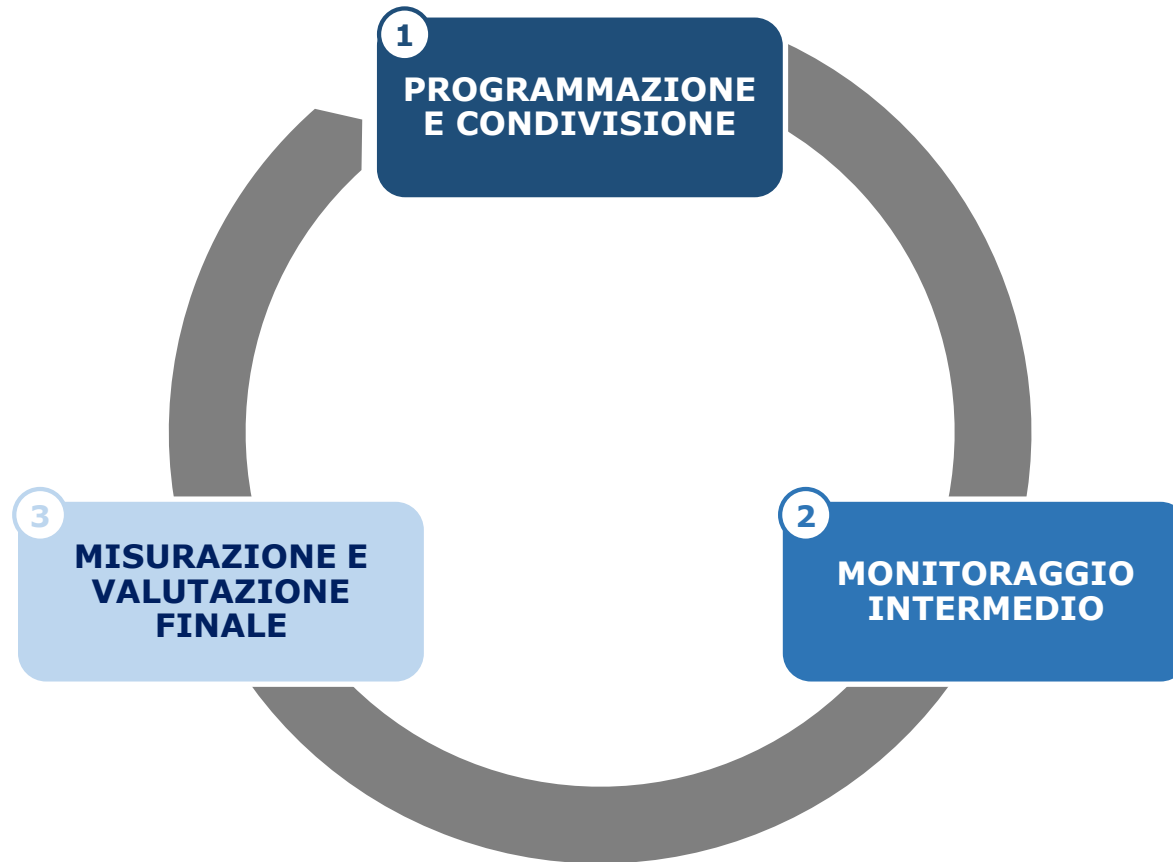 1
PROGRAMMAZIONE
E CONDIVISIONE
2
MONITORAGGIO
INTERMEDIO
3
MISURAZIONE E
VALUTAZIONE
FINALE